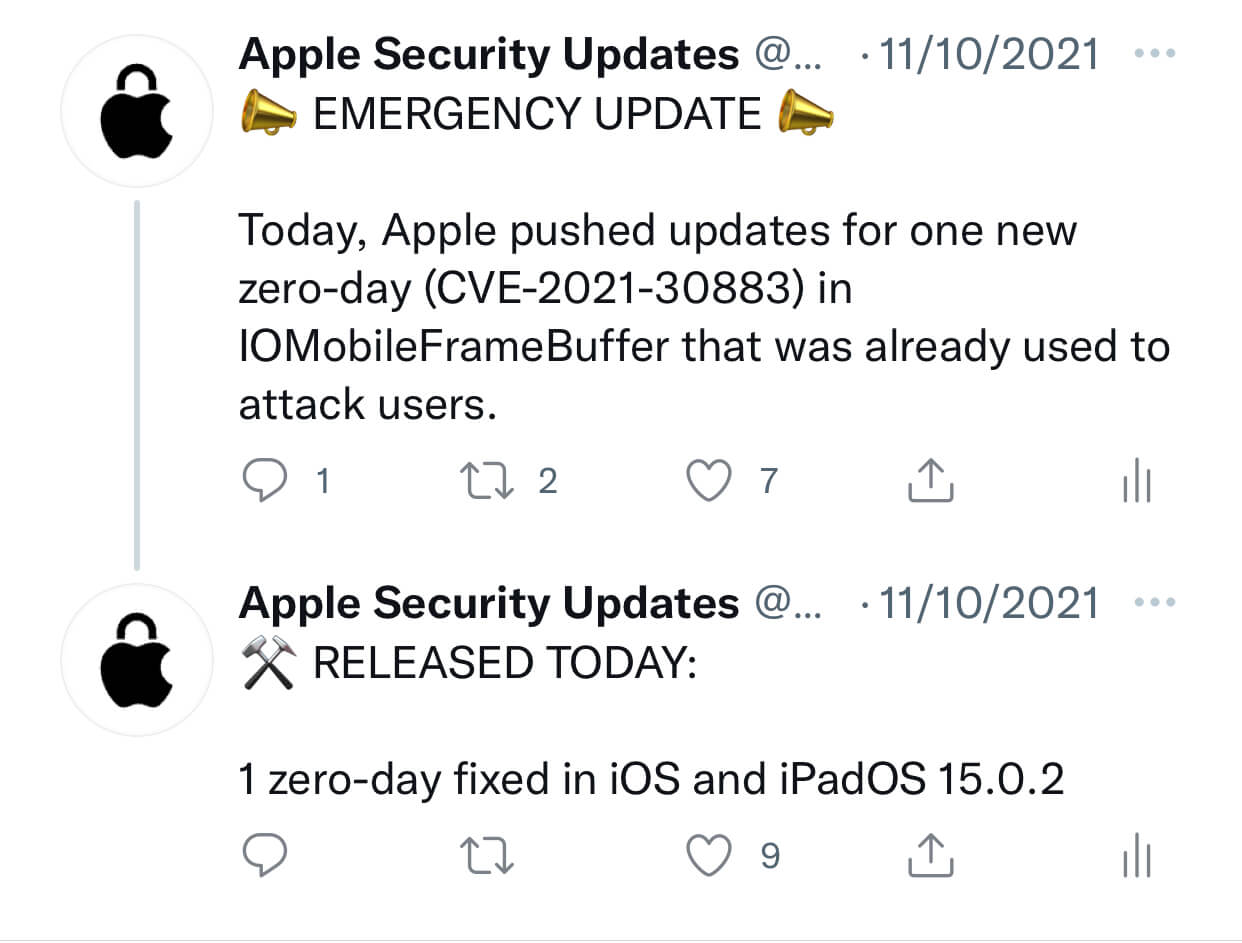 Apple Security Updates @... · 11/10/2021
📣 EMERGENCY UPDATE 📣
Today, Apple pushed updates for one new
zero-day (CVE-2021-30883) in
IOMobileFrameBuffer that was already used to
attack users.
1 2 7
Apple Security Updates @... · 11/10/2021
⚒️ RELEASED TODAY:
1 zero-day fixed in iOS and iPadOS 15.0.2
9